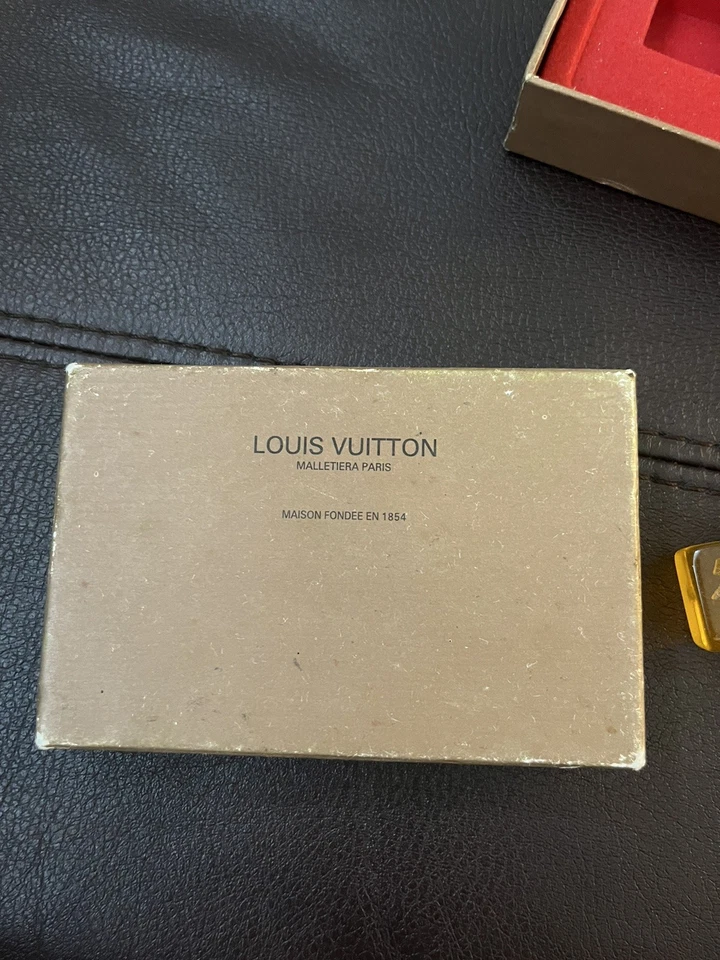 LOUIS VUITTON
MALLETIERA PARIS
MAISON FONDEE EN 1854